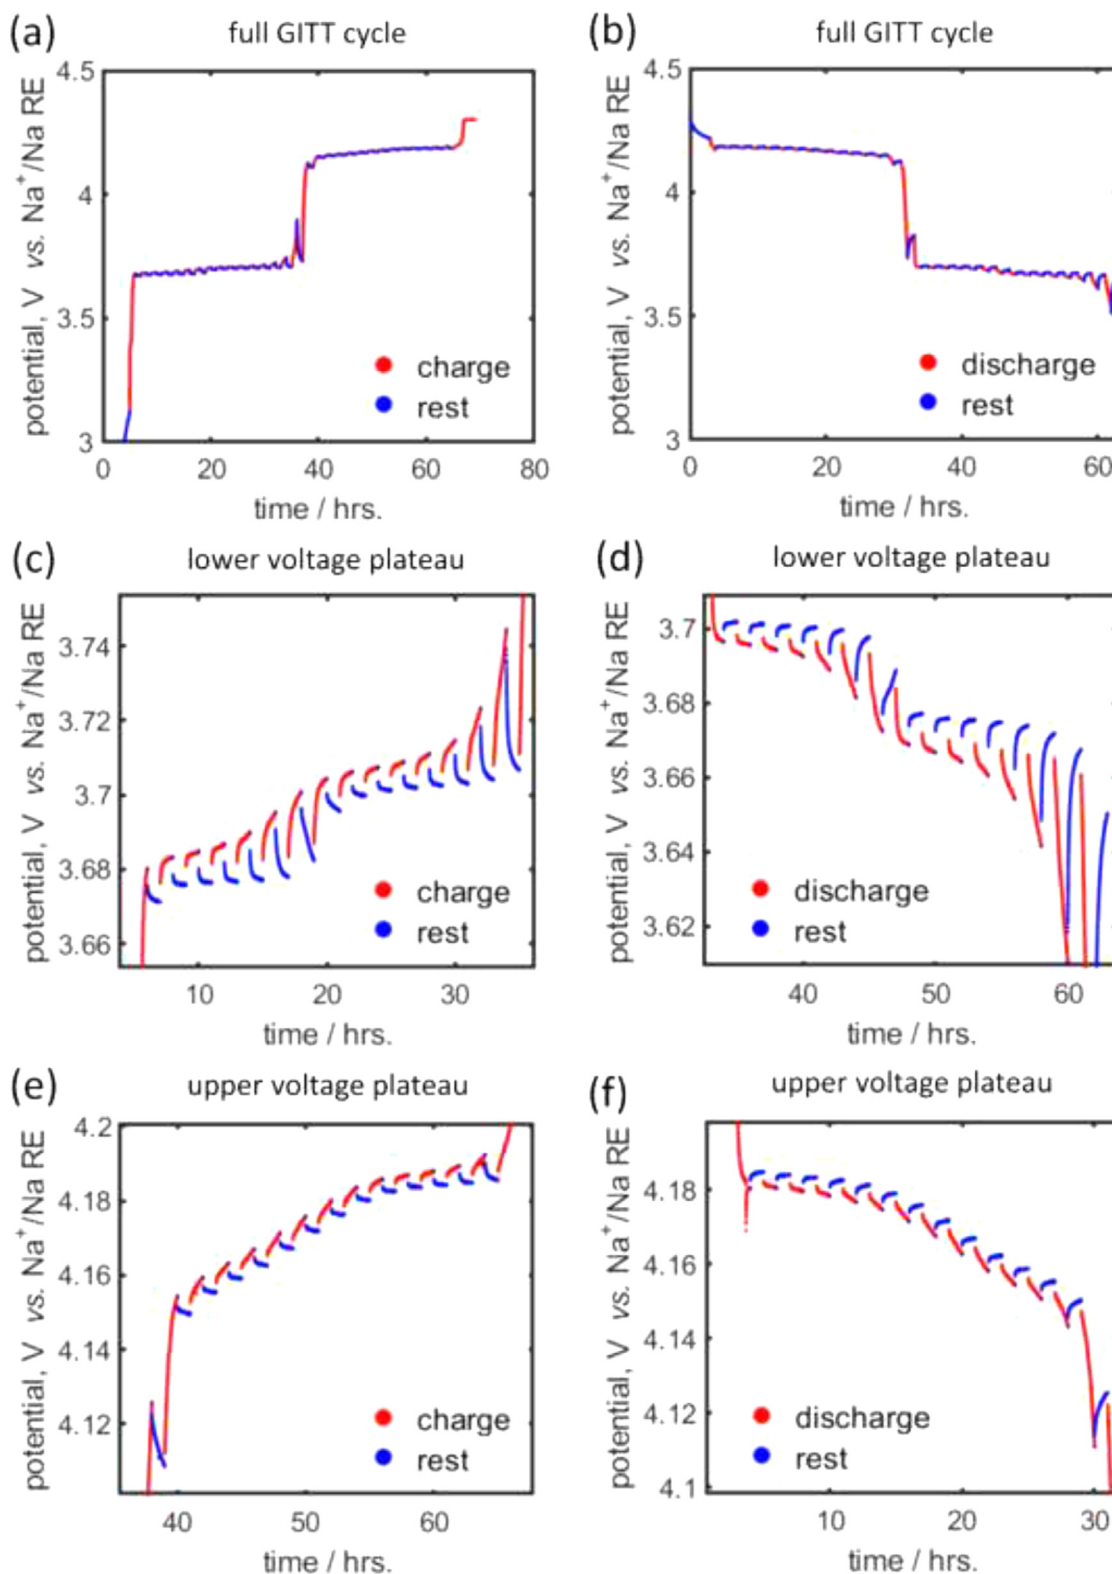 (a) full GITT cycle
potential, V vs. Na⁺/Na RE
4.5
4
3.5
3
charge
rest
0 20 40 60 80
time / hrs.
(b) full GITT cycle
potential, V vs. Na⁺/Na RE
4.5
4
3.5
3
discharge
rest
0 20 40 60
time / hrs.
(c) lower voltage plateau
potential, V vs. Na⁺/Na RE
3.74
3.72
3.7
3.68
3.66
charge
rest
10 20 30
time / hrs.
(d) lower voltage plateau
potential, V vs. Na⁺/Na RE
3.7
3.68
3.66
3.64
3.62
discharge
rest
40 50 60
time / hrs.
(e) upper voltage plateau
potential, V vs. Na⁺/Na RE
4.2
4.18
4.16
4.14
4.12
charge
rest
40 50 60
time / hrs.
(f) upper voltage plateau
potential, V vs. Na⁺/Na RE
4.18
4.16
4.14
4.12
4.1
discharge
rest
10 20 30
time / hrs.